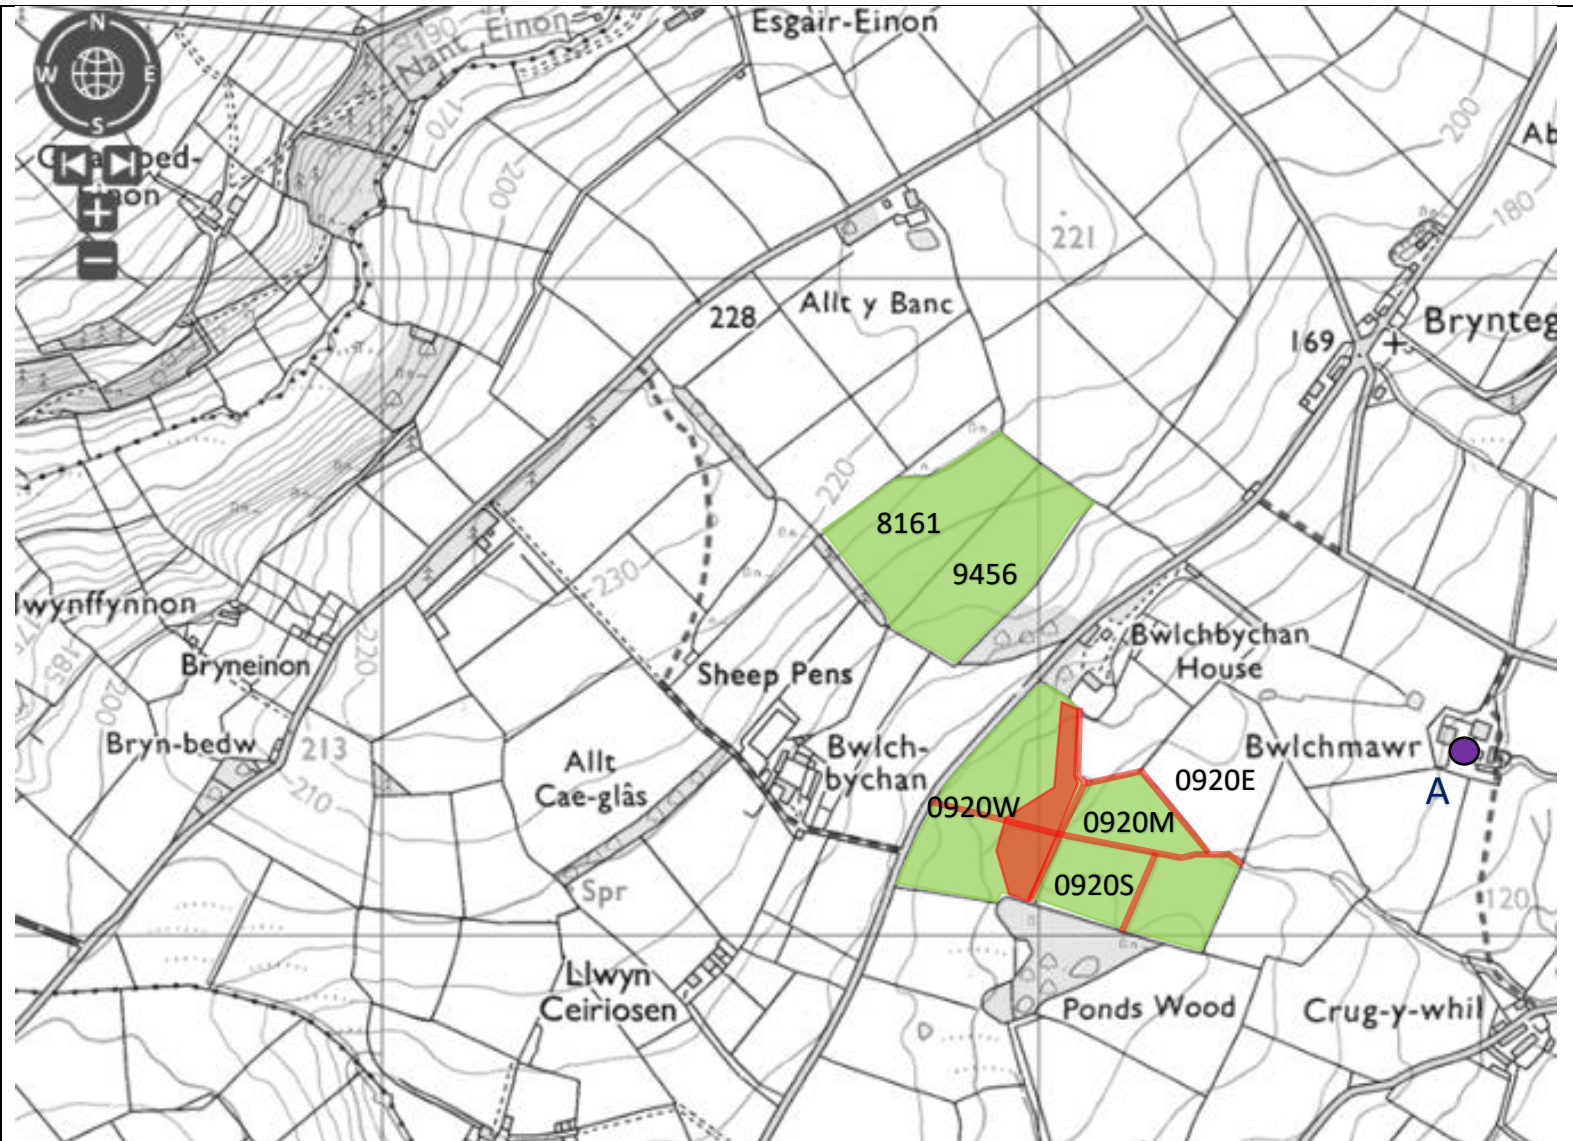 N
W
E
S
190
Nant Einon
Esgair-Einon
170
200
200
Ab
180
221
228
Allt y Banc
169
Brynteg
220
8161
9456
230
lwynffynnon
185
220
Bryneinon
200
Sheep Pens
Bwlchbychan
House
Bryn-bedw
213
210
Allt
Cae-glâs
Bwlch-
bychan
Bwlchmawr
0920E
A
0920W
0920M
0920S
Spr
120
Llwyn
Ceiriosen
Ponds Wood
Crug-y-whil